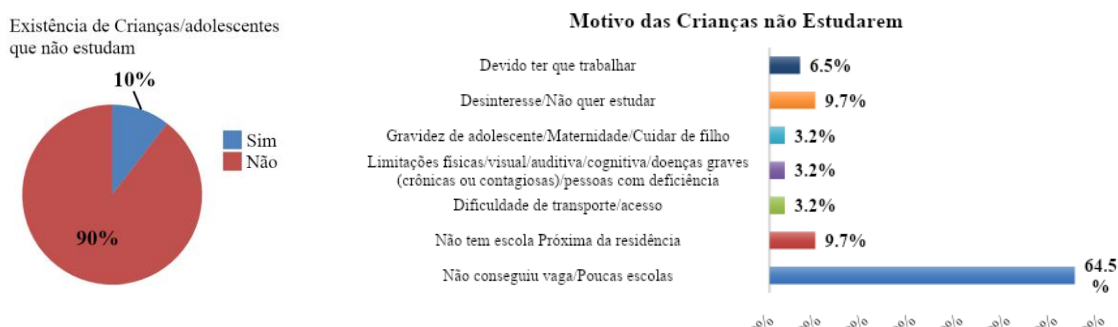 Existência de Crianças/adolescentes
que não estudam
10%
90%
Sim
Não
Motivo das Crianças não Estudarem
Devido ter que trabalhar
6.5%
Desinteresse/Não quer estudar
9.7%
Gravidez de adolescente/Maternidade/Cuidar de filho
3.2%
Limitações físicas/visual/auditiva/cognitiva/doenças graves
(crônicas ou contagiosas)/pessoas com deficiência
3.2%
Dificuldade de transporte/acesso
3.2%
Não tem escola Próxima da residência
9.7%
Não conseguiu vaga/Poucas escolas
64.5
%